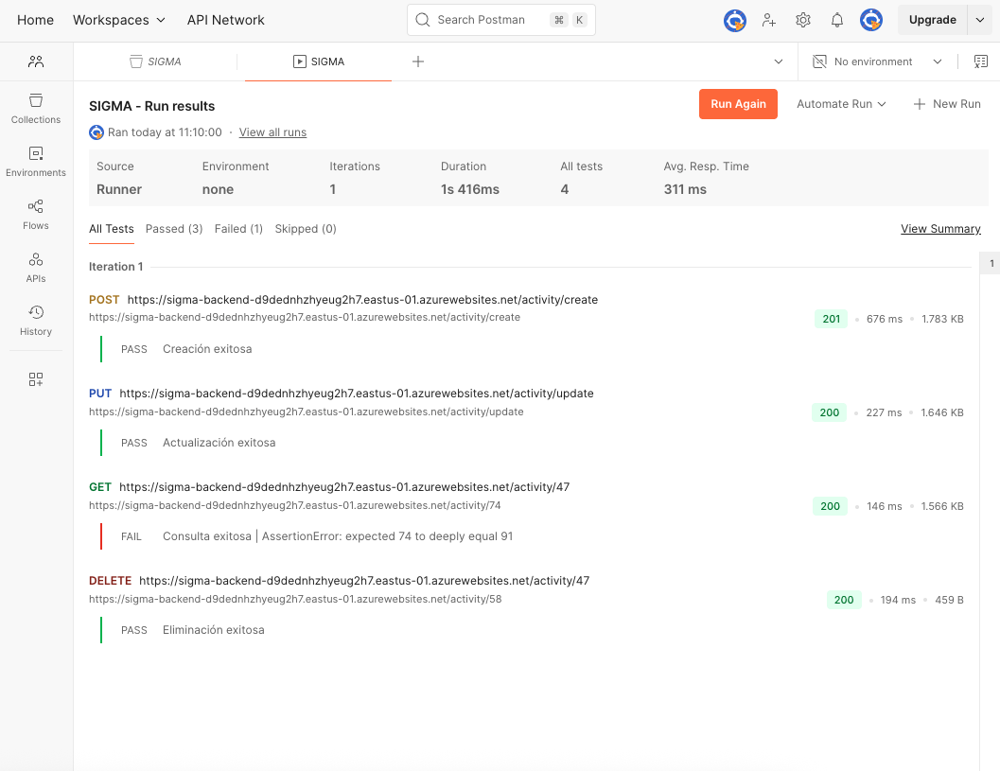 Home Workspaces API Network Search Postman ⌘ K Upgrade
SIGMA SIGMA No environment
Collections
Environments
Flows
APIs
History
SIGMA - Run results
Run Again Automate Run New Run
Ran today at 11:10:00 · View all runs
Source Environment Iterations Duration All tests Avg. Resp. Time
Runner none 1 1s 416ms 4 311 ms
All Tests Passed (3) Failed (1) Skipped (0) View Summary
Iteration 1
1
POST https://sigma-backend-d9dednhzhyeug2h7.eastus-01.azurewebsites.net/activity/create
https://sigma-backend-d9dednhzhyeug2h7.eastus-01.azurewebsites.net/activity/create
201 676 ms 1.783 KB
PASS Creación exitosa
PUT https://sigma-backend-d9dednhzhyeug2h7.eastus-01.azurewebsites.net/activity/update
https://sigma-backend-d9dednhzhyeug2h7.eastus-01.azurewebsites.net/activity/update
200 227 ms 1.646 KB
PASS Actualización exitosa
GET https://sigma-backend-d9dednhzhyeug2h7.eastus-01.azurewebsites.net/activity/47
https://sigma-backend-d9dednhzhyeug2h7.eastus-01.azurewebsites.net/activity/74
200 146 ms 1.566 KB
FAIL Consulta exitosa | AssertionError: expected 74 to deeply equal 91
DELETE https://sigma-backend-d9dednhzhyeug2h7.eastus-01.azurewebsites.net/activity/47
https://sigma-backend-d9dednhzhyeug2h7.eastus-01.azurewebsites.net/activity/58
200 194 ms 459 B
PASS Eliminación exitosa